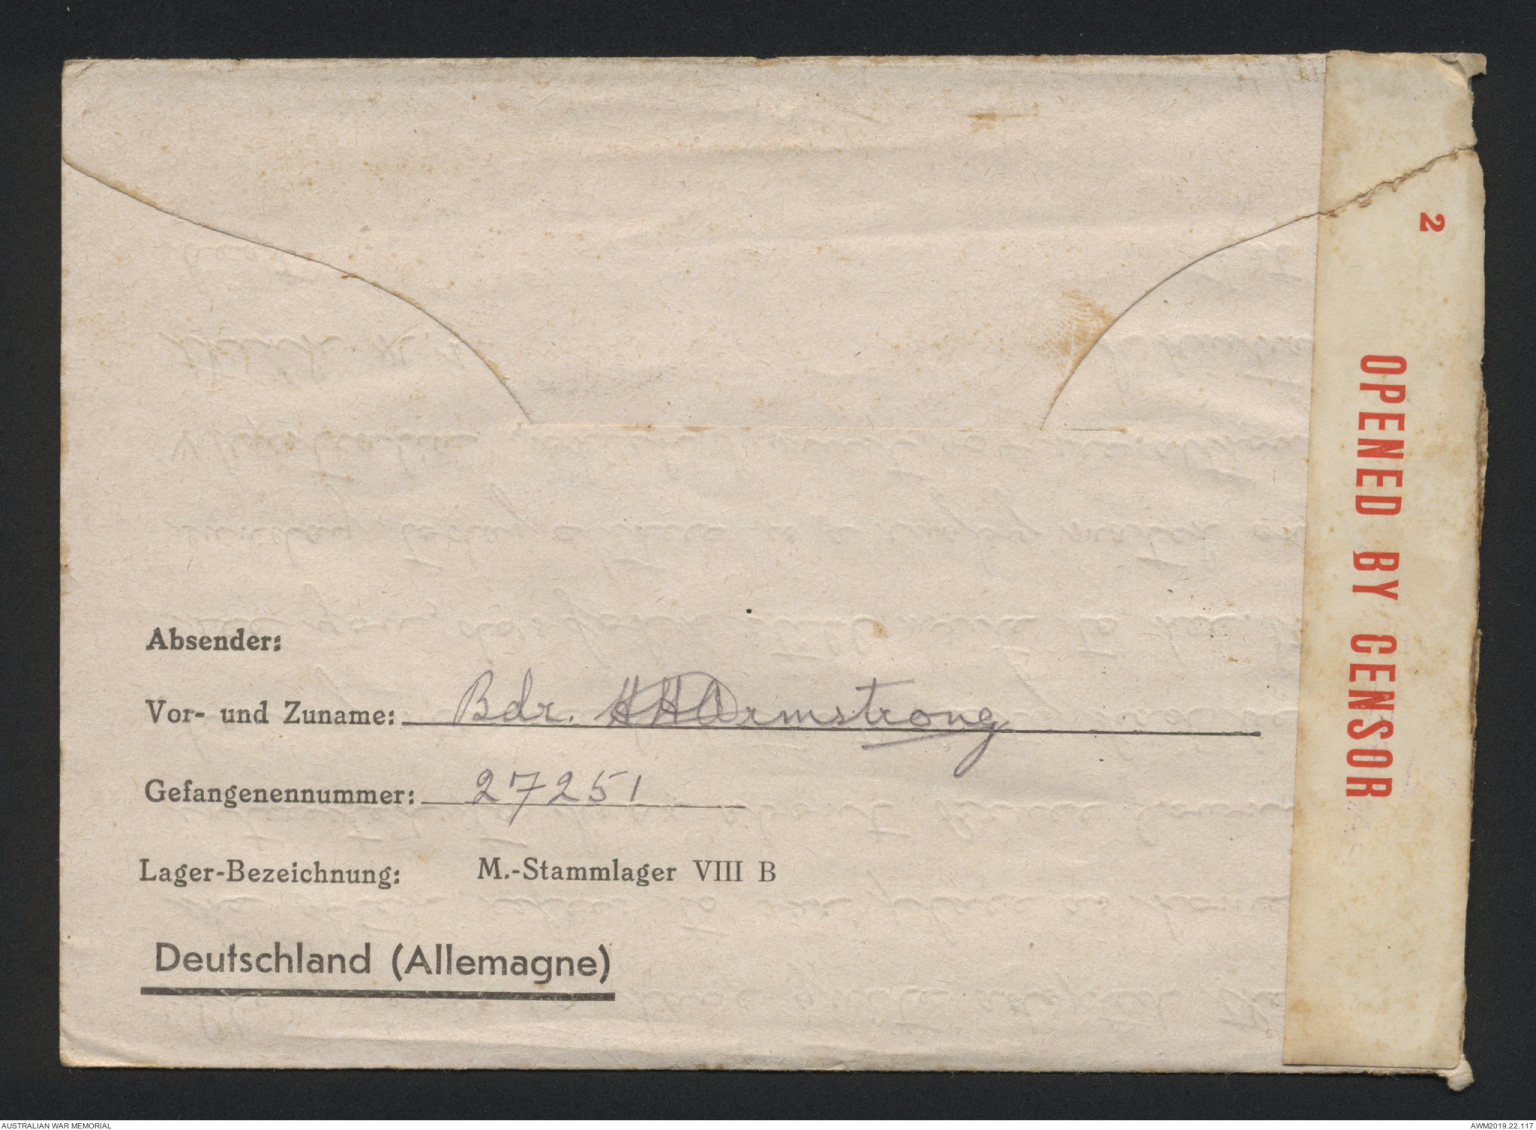 2
OPENED BY CENSOR
Absender:
Vor- und Zuname: Bdr. HHArmstrong
Gefangenennummer: 27251
Lager-Bezeichnung: M.-Stammlager VIII B
Deutschland (Allemagne)
AUSTRALIAN WAR MEMORIAL
AWM2019.22.117